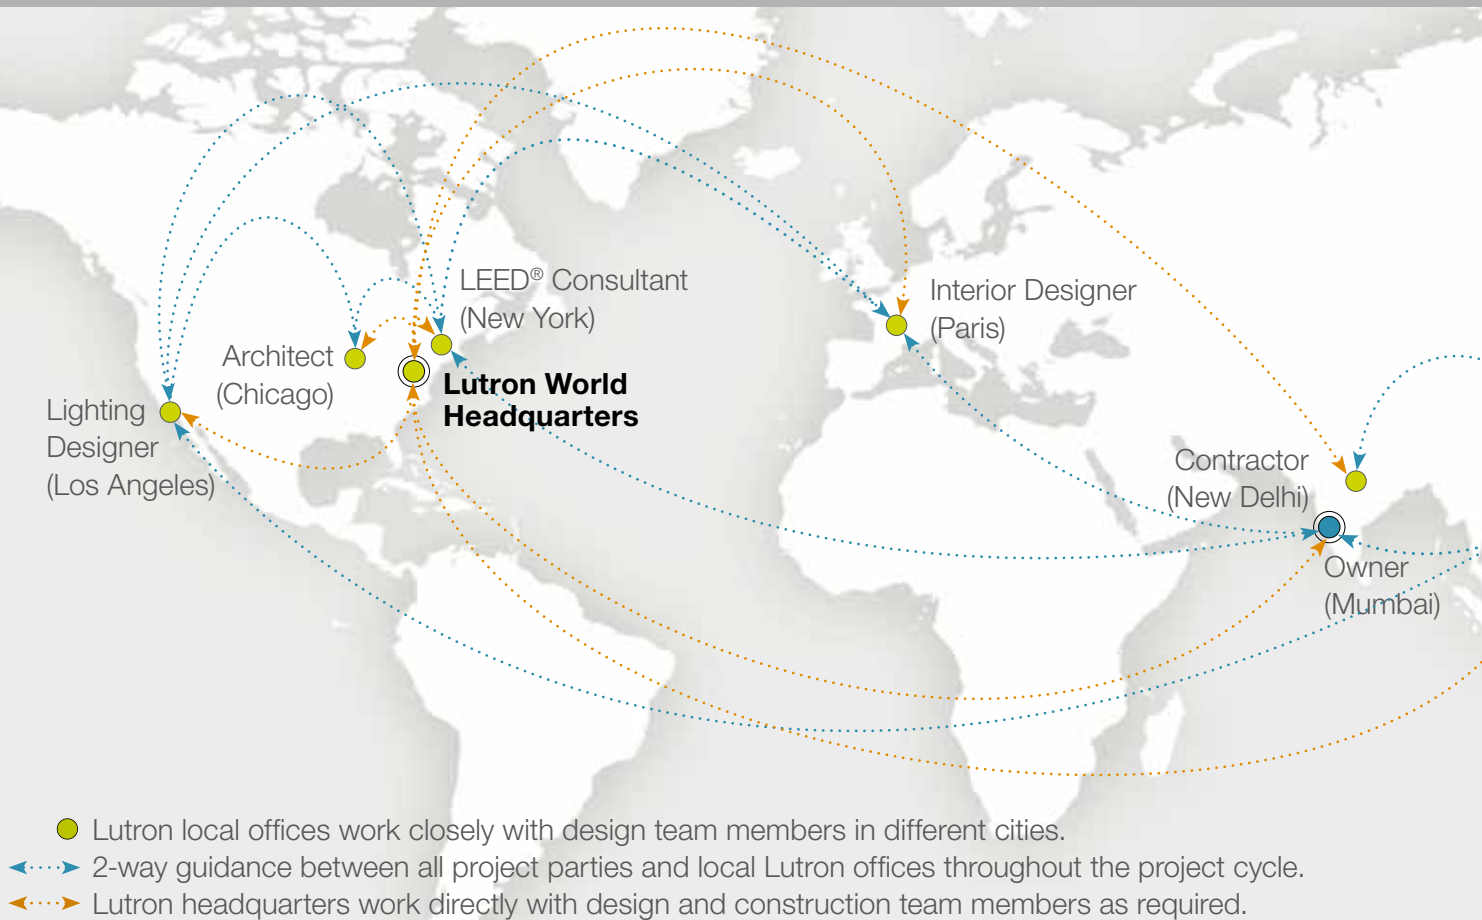 LEED® Consultant
(New York)
Interior Designer
(Paris)
Architect
(Chicago)
Lutron World
Headquarters
Lighting
Designer
(Los Angeles)
Contractor
(New Delhi)
Owner
(Mumbai)
Lutron local offices work closely with design team members in different cities.
2-way guidance between all project parties and local Lutron offices throughout the project cycle.
Lutron headquarters work directly with design and construction team members as required.